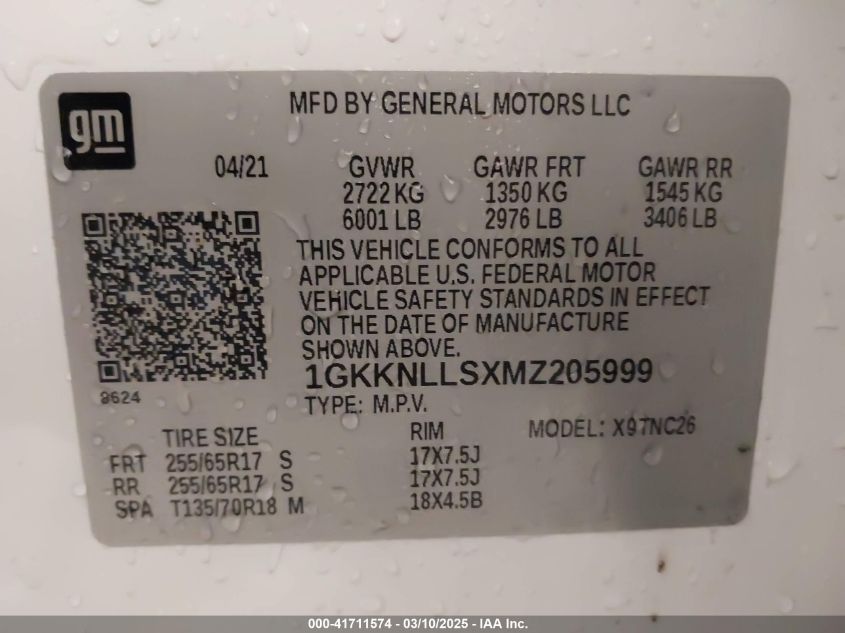 gm
MFD BY GENERAL MOTORS LLC
04/21 GVWR GAWR FRT GAWR RR
2722 KG 1350 KG 1545 KG
6001 LB 2976 LB 3406 LB
THIS VEHICLE CONFORMS TO ALL
APPLICABLE U.S. FEDERAL MOTOR
VEHICLE SAFETY STANDARDS IN EFFECT
ON THE DATE OF MANUFACTURE
SHOWN ABOVE.
1GKKNLLSXMZ205999
9624
TYPE: M.P.V.
TIRE SIZE RIM MODEL: X97NC26
FRT 255/65R17 S 17X7.5J
RR 255/65R17 S 17X7.5J
SPA T135/70R18 M 18X4.5B
1-41711574 — 03/10/2025 - IAA Inc.